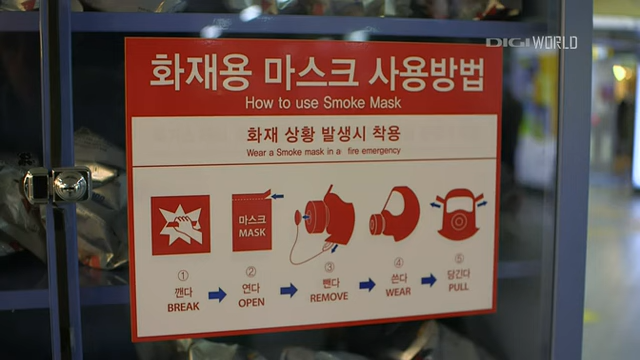 DIGIWORLD
화재용 마스크 사용방법
How to use Smoke Mask
화재 상황 발생시 착용
Wear a Smoke mask in a fire emergency
마스크
MASK
① ② ③ ④ ⑤
깬다 연다 뺀다 쓴다 당긴다
BREAK OPEN REMOVE WEAR PULL